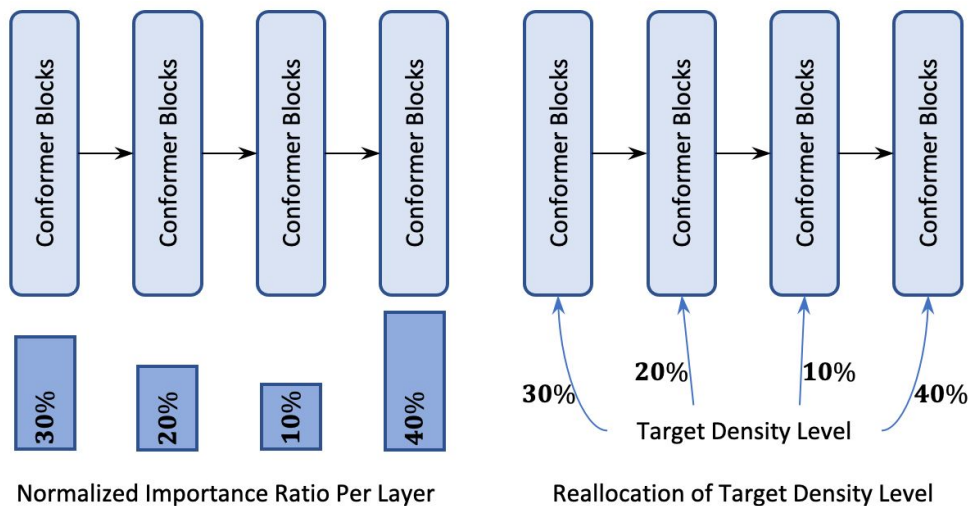 Conformer Blocks
Conformer Blocks
Conformer Blocks
Conformer Blocks
30%
20%
10%
40%
Normalized Importance Ratio Per Layer
Conformer Blocks
Conformer Blocks
Conformer Blocks
Conformer Blocks
30%
20%
10%
40%
Target Density Level
Reallocation of Target Density Level